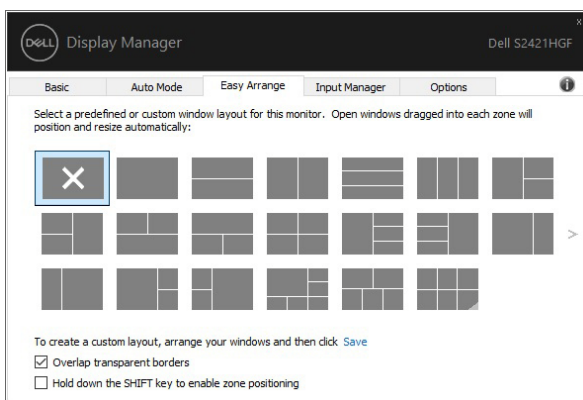 DELL Display Manager Dell S2421HGF
Basic Auto Mode Easy Arrange Input Manager Options
Select a predefined or custom window layout for this monitor. Open windows dragged into each zone will
position and resize automatically:
To create a custom layout, arrange your windows and then click Save
Overlap transparent borders
Hold down the SHIFT key to enable zone positioning